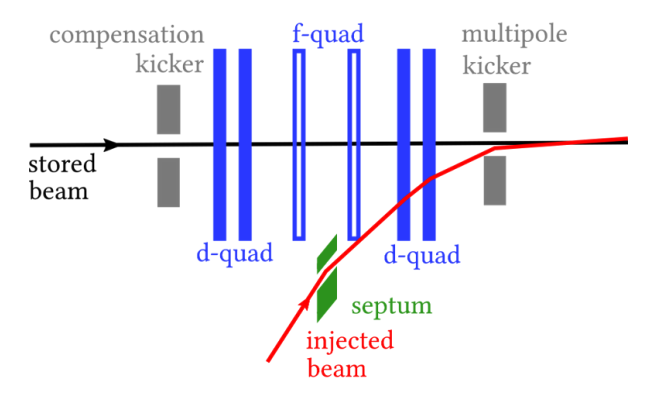 compensation
kicker
f-quad
multipole
kicker
stored
beam
d-quad
d-quad
septum
injected
beam